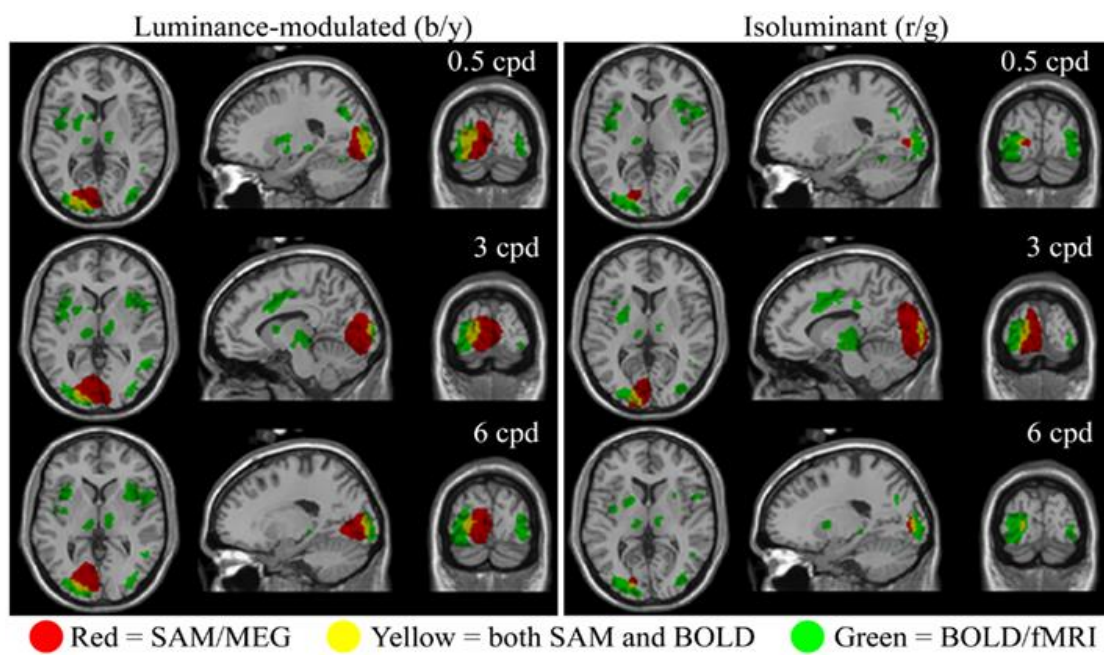 Luminance-modulated (b/y)
Isoluminant (r/g)
0.5 cpd
0.5 cpd
3 cpd
3 cpd
6 cpd
6 cpd
Red = SAM/MEG
Yellow = both SAM and BOLD
Green = BOLD/fMRI